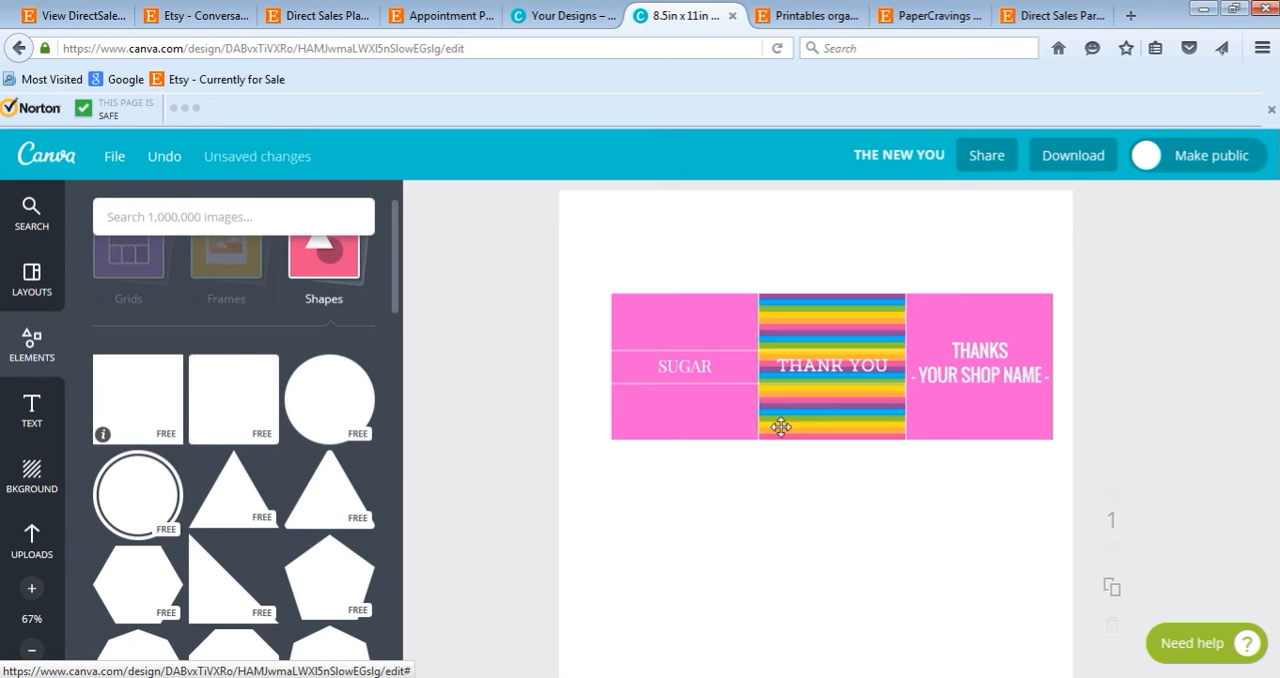 View DirectSale...
Etsy - Conversa...
Direct Sales Pla...
Appointment P...
Your Designs – ...
8.5in x 11in ...
Printables orga...
PaperCravings ...
Direct Sales Par...
https://www.canva.com/design/DABvxTiVXRo/HAMJwmaLWXI5nSlowEGsIg/edit
Search
Most Visited
Google
Etsy - Currently for Sale
Norton
THIS PAGE IS
SAFE
Canva
File
Undo
Unsaved changes
THE NEW YOU
Share
Download
Make public
SEARCH
LAYOUTS
ELEMENTS
TEXT
BKGROUND
UPLOADS
67%
Search 1,000,000 images...
Grids
Frames
Shapes
FREE
FREE
FREE
FREE
FREE
FREE
FREE
FREE
FREE
SUGAR
THANK YOU
THANKS
- YOUR SHOP NAME -
1
Need help ?
https://www.canva.com/design/DABvxTiVXRo/HAMJwmaLWXI5nSlowEGsIg/edit#